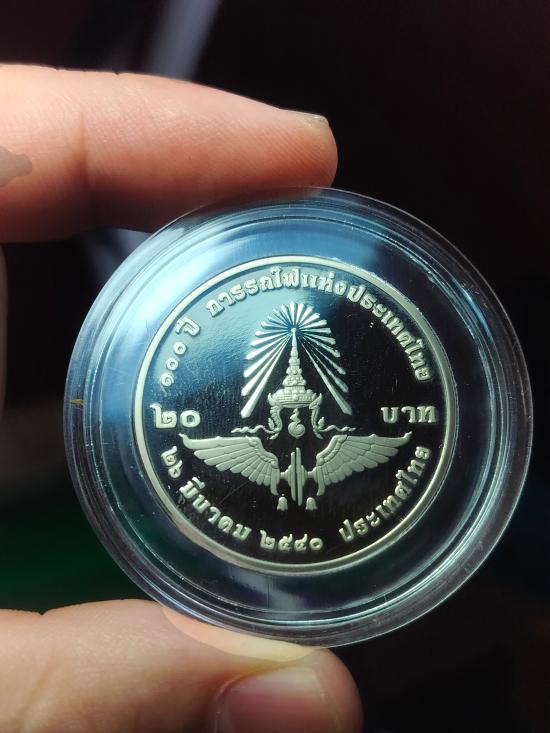 ๑๐๐ ปี การรถไฟแห่งประเทศไทย
๒๐ บาท
๒๖ มีนาคม ๒๕๔๐ ประเทศไทย